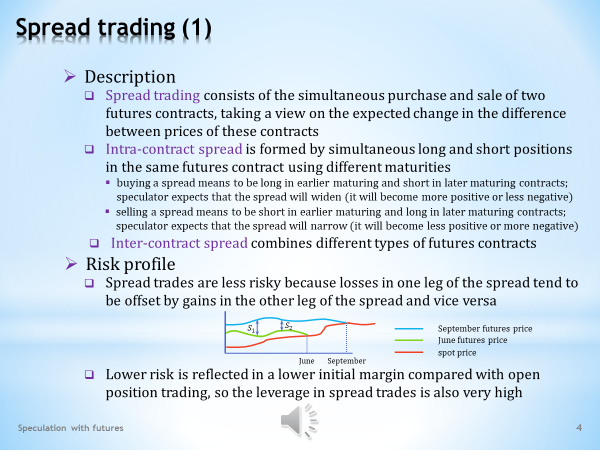 Spread trading (1)
Description
Spread trading consists of the simultaneous purchase and sale of two
futures contracts, taking a view on the expected change in the difference
between prices of these contracts
Intra-contract spread is formed by simultaneous long and short positions
in the same futures contract using different maturities
buying a spread means to be long in earlier maturing and short in later maturing contracts;
speculator expects that the spread will widen (it will become more positive or less negative)
selling a spread means to be short in earlier maturing and long in later maturing contracts;
speculator expects that the spread will narrow (it will become less positive or more negative)
Inter-contract spread combines different types of futures contracts
Risk profile
Spread trades are less risky because losses in one leg of the spread tend to
be offset by gains in the other leg of the spread and vice versa
S₁ S₂
September futures price
June futures price
spot price
June September
Lower risk is reflected in a lower initial margin compared with open
position trading, so the leverage in spread trades is also very high
Speculation with futures 4